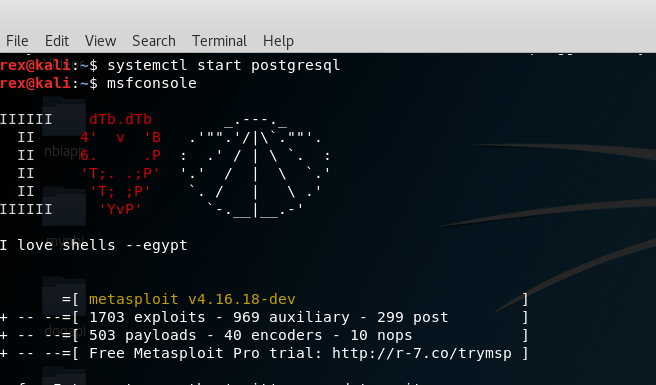 File Edit View Search Terminal Help
rex@kali:~$ systemctl start postgresql
rex@kali:~$ msfconsole
IIIIII    dTb.dTb        _.---._
  II     4'  v  'B   .'"".'/|\`.""'.
  II     6.     .P  :  .' / | \ `.  :
  II     'T;. .;P'  '.'  /  |  \  `.'
  II      'T; ;P'    `. /   |   \ .'
IIIIII     'YvP'       `-.__|__.-'
nbiapp
I love shells --egypt
       =[ metasploit v4.16.18-dev                         ]
+ -- --=[ 1703 exploits - 969 auxiliary - 299 post        ]
+ -- --=[ 503 payloads - 40 encoders - 10 nops            ]
+ -- --=[ Free Metasploit Pro trial: http://r-7.co/trymsp ]